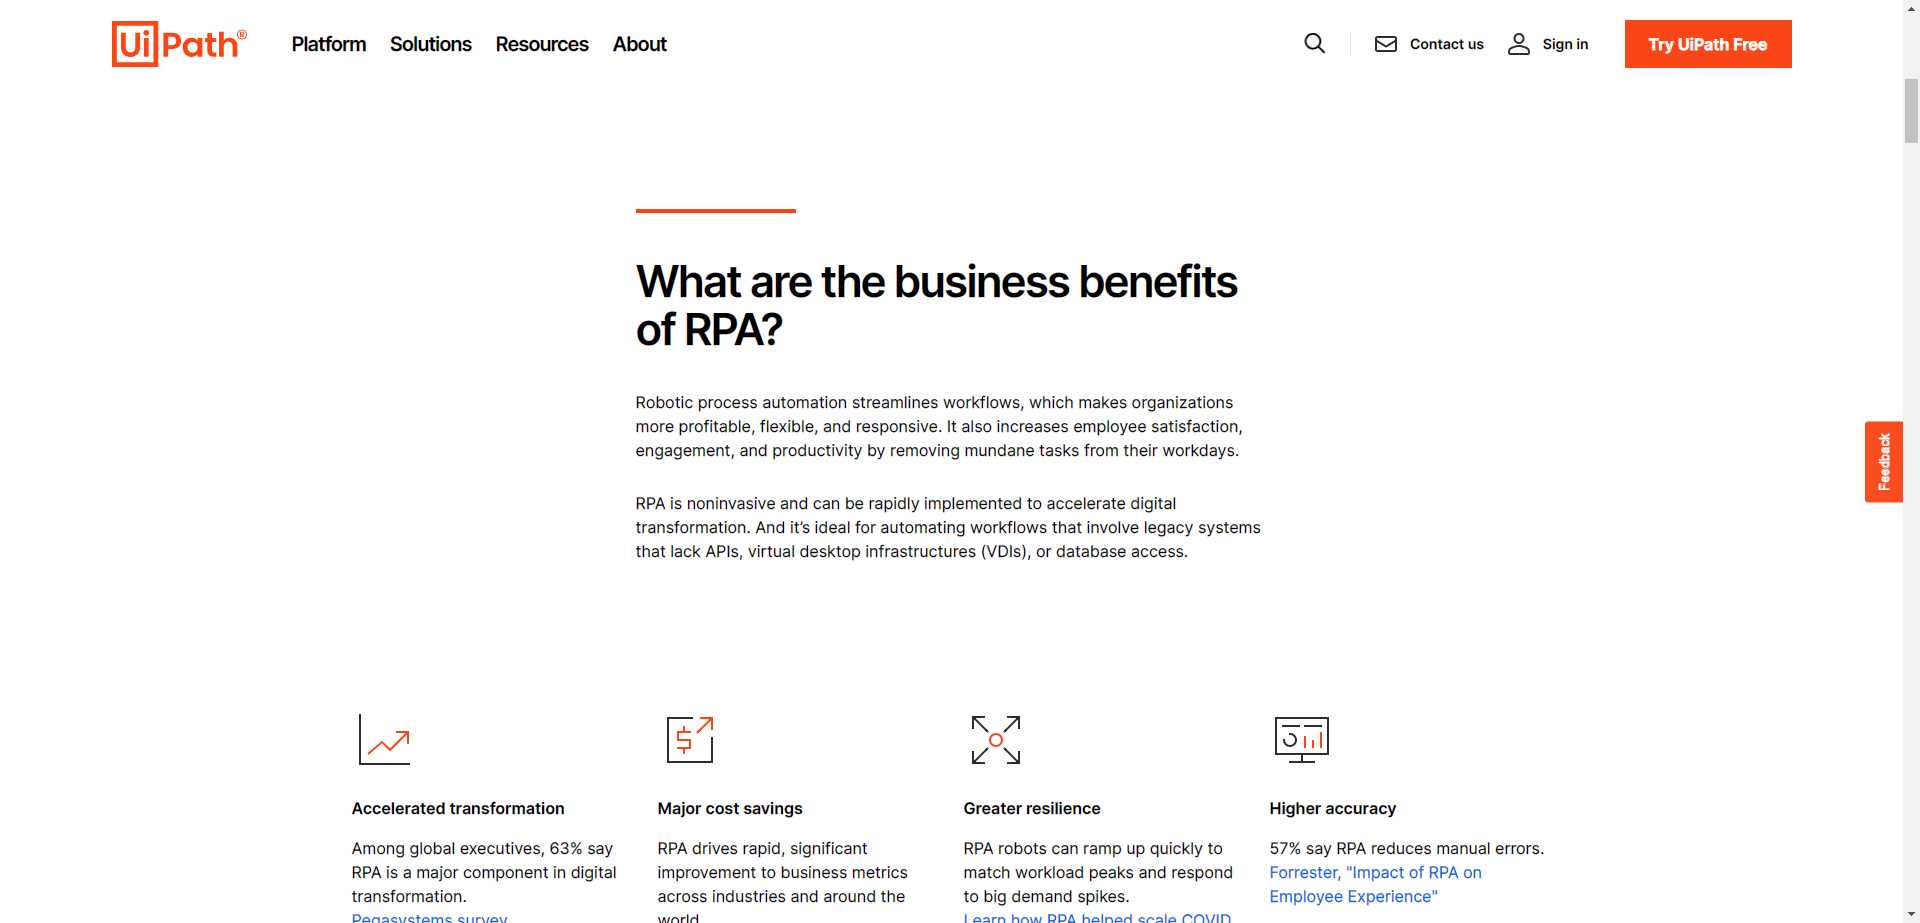 UiPath®
Platform Solutions Resources About
Contact us
Sign in
Try UiPath Free
What are the business benefits
of RPA?
Robotic process automation streamlines workflows, which makes organizations
more profitable, flexible, and responsive. It also increases employee satisfaction,
engagement, and productivity by removing mundane tasks from their workdays.
RPA is noninvasive and can be rapidly implemented to accelerate digital
transformation. And it’s ideal for automating workflows that involve legacy systems
that lack APIs, virtual desktop infrastructures (VDIs), or database access.
Feedback
Accelerated transformation
Among global executives, 63% say
RPA is a major component in digital
transformation.
Pegasystems survey
Major cost savings
RPA drives rapid, significant
improvement to business metrics
across industries and around the
world.
Greater resilience
RPA robots can ramp up quickly to
match workload peaks and respond
to big demand spikes.
Learn how RPA helped scale COVID
Higher accuracy
57% say RPA reduces manual errors.
Forrester, "Impact of RPA on
Employee Experience"